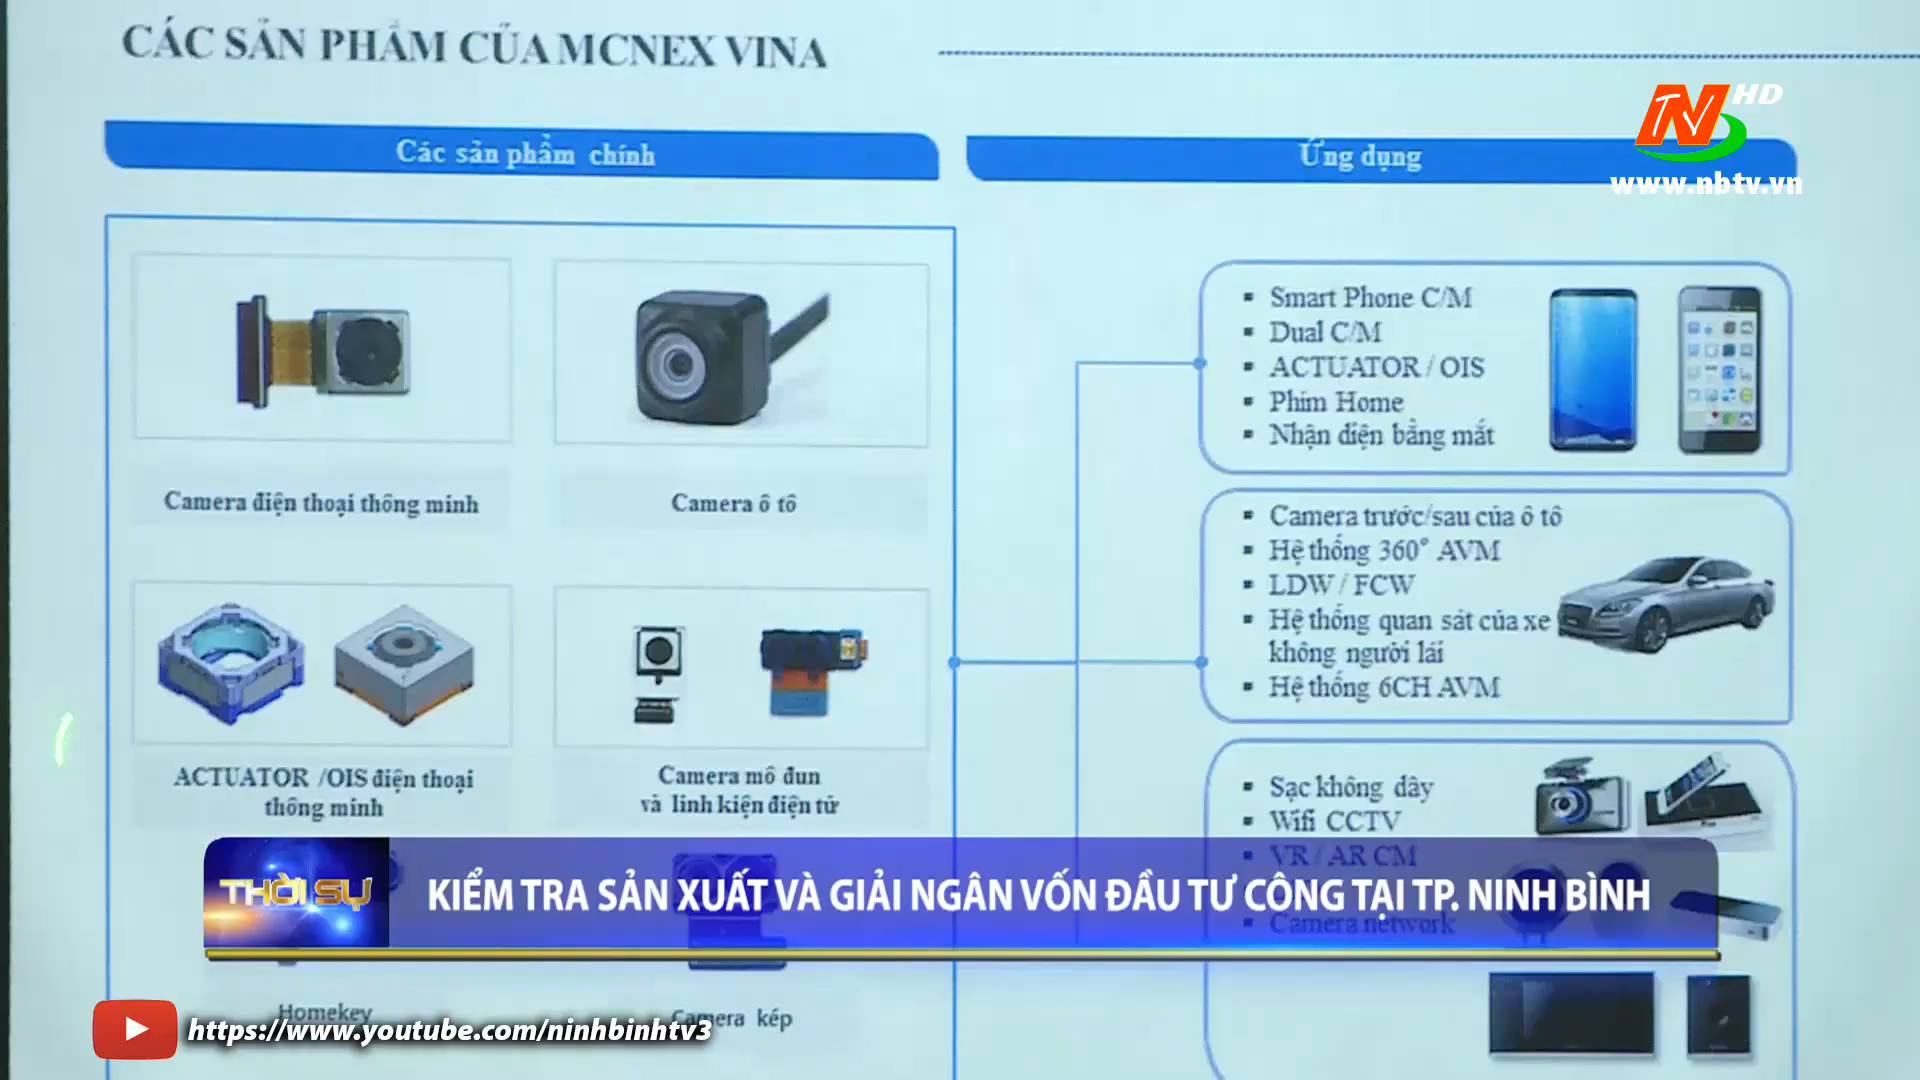 CÁC SẢN PHẨM CỦA MCNEX VINA
NTV HD
www.nbtv.vn
Các sản phẩm chính
Ứng dụng
Camera điện thoại thông minh
Camera ô tô
ACTUATOR /OIS điện thoại
thông minh
Camera mô đun
và linh kiện điện tử
Homekey
Camera kép
▪ Smart Phone C/M
▪ Dual C/M
▪ ACTUATOR / OIS
▪ Phím Home
▪ Nhận diện bằng mắt
▪ Camera trước/sau của ô tô
▪ Hệ thống 360° AVM
▪ LDW / FCW
▪ Hệ thống quan sát của xe
không người lái
▪ Hệ thống 6CH AVM
▪ Sạc không dây
▪ Wifi CCTV
▪ VR / AR CM
▪ Camera network
THỜI SỰ
KIỂM TRA SẢN XUẤT VÀ GIẢI NGÂN VỐN ĐẦU TƯ CÔNG TẠI TP. NINH BÌNH
https://www.youtube.com/ninhbinhtv3